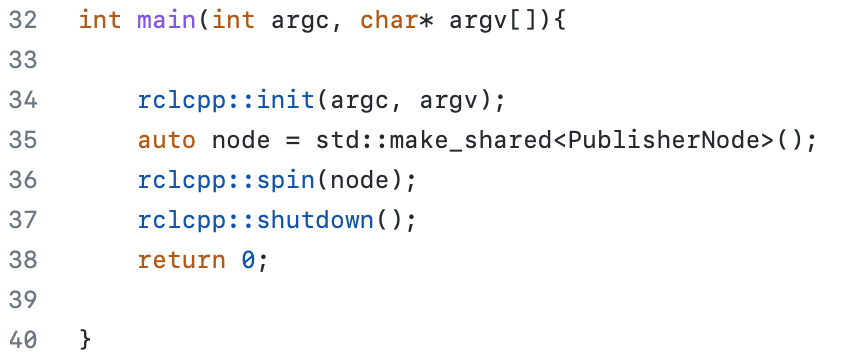 32 int main(int argc, char* argv[]){
33
34 rclcpp::init(argc, argv);
35 auto node = std::make_shared<PublisherNode>();
36 rclcpp::spin(node);
37 rclcpp::shutdown();
38 return 0;
39
40 }